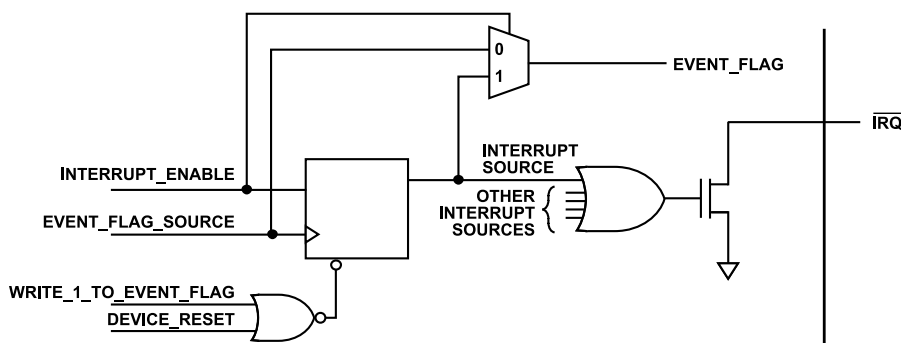 0
EVENT_FLAG
1
IRQ
INTERRUPT_ENABLE
INTERRUPT
SOURCE
OTHER
INTERRUPT
SOURCES
EVENT_FLAG_SOURCE
WRITE_1_TO_EVENT_FLAG
DEVICE_RESET